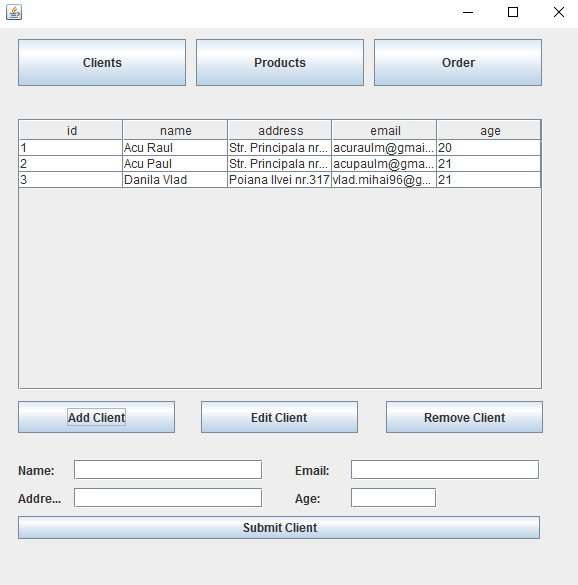 Clients Products Order
id name address email age
1 Acu Raul Str. Principala nr... acuraulm@gmai... 20
2 Acu Paul Str. Principala nr... acupaulm@gma... 21
3 Danila Vlad Poiana Ilvei nr.317 vlad.mihai96@g... 21
Add Client Edit Client Remove Client
Name: Email:
Addre... Age:
Submit Client